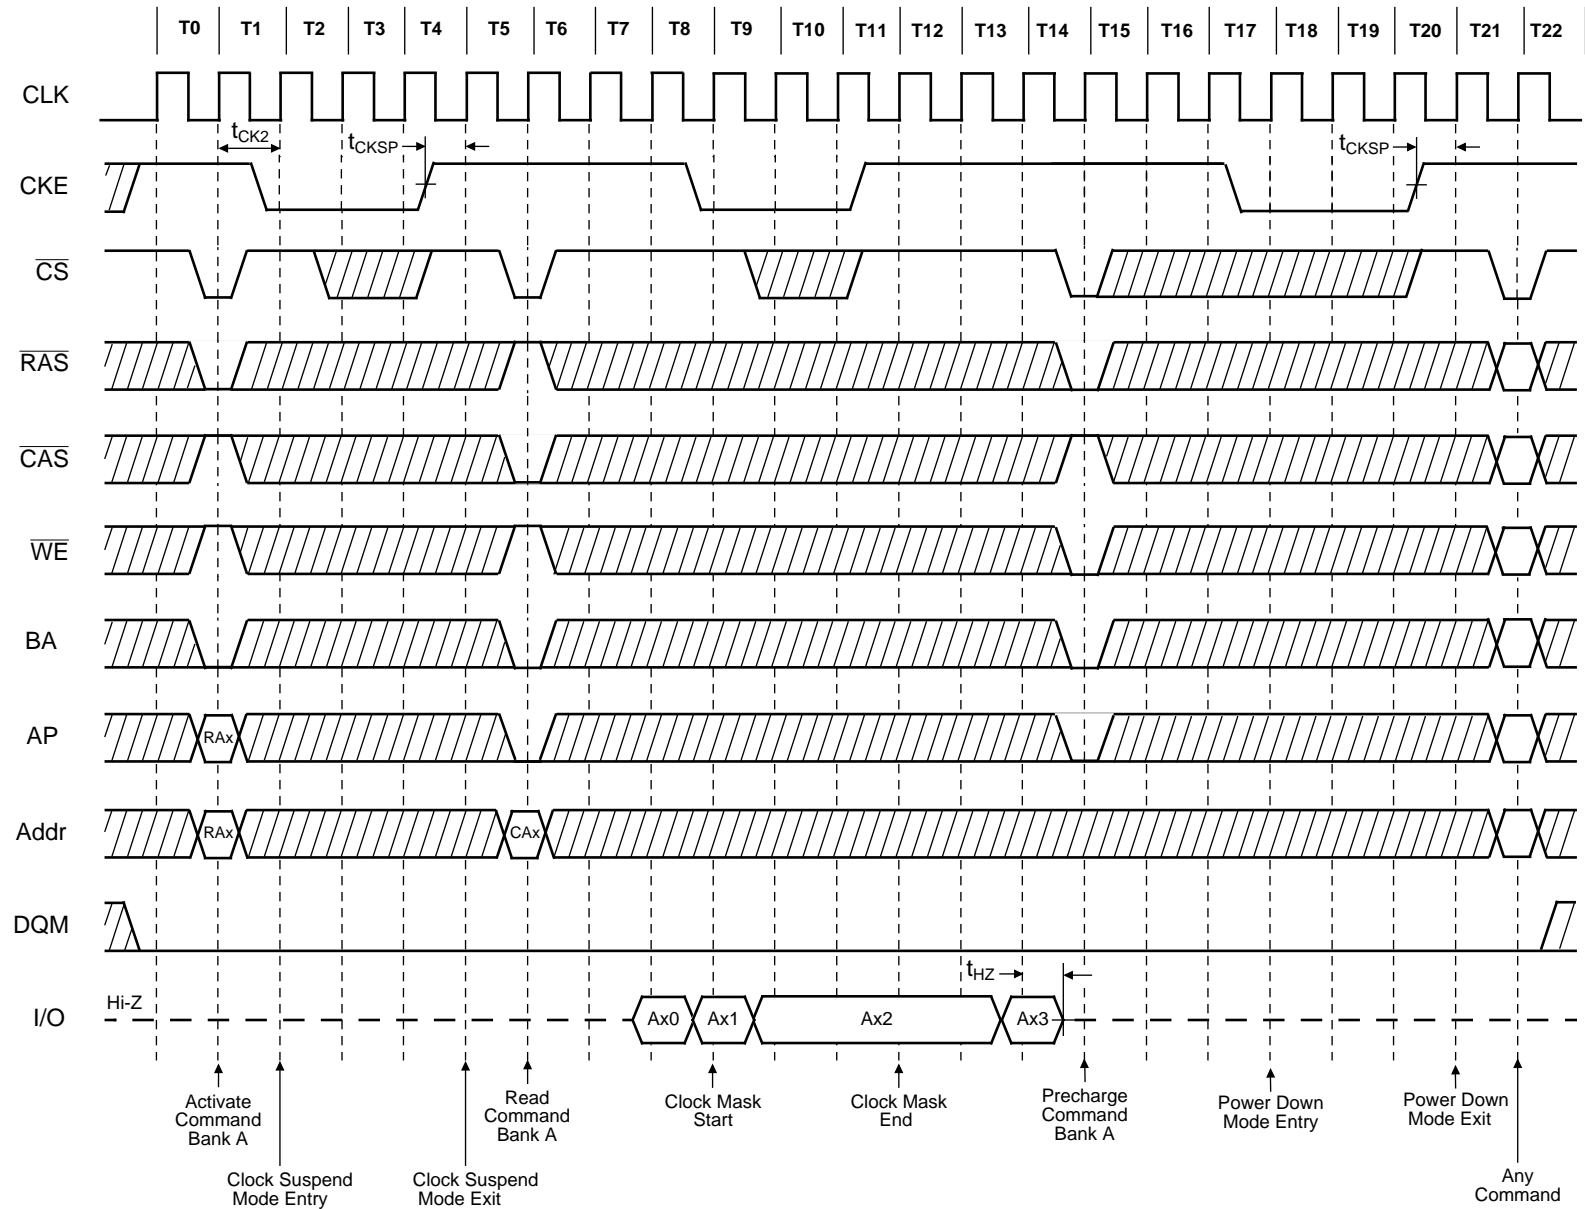 T0 T1 T2 T3 T4 T5 T6 T7 T8 T9 T10 T11 T12 T13 T14 T15 T16 T17 T18 T19 T20 T21 T22
CLK
tCK2 tCKSP tCKSP
CKE
CS
RAS
CAS
WE
BA
AP RAx
Addr RAx CAx
DQM
tHZ
Hi-Z
I/O Ax0 Ax1 Ax2 Ax3
Activate
Command
Bank A
Clock Suspend
Mode Entry
Clock Suspend
Mode Exit
Read
Command
Bank A
Clock Mask
Start
Clock Mask
End
Precharge
Command
Bank A
Power Down
Mode Entry
Power Down
Mode Exit
Any
Command